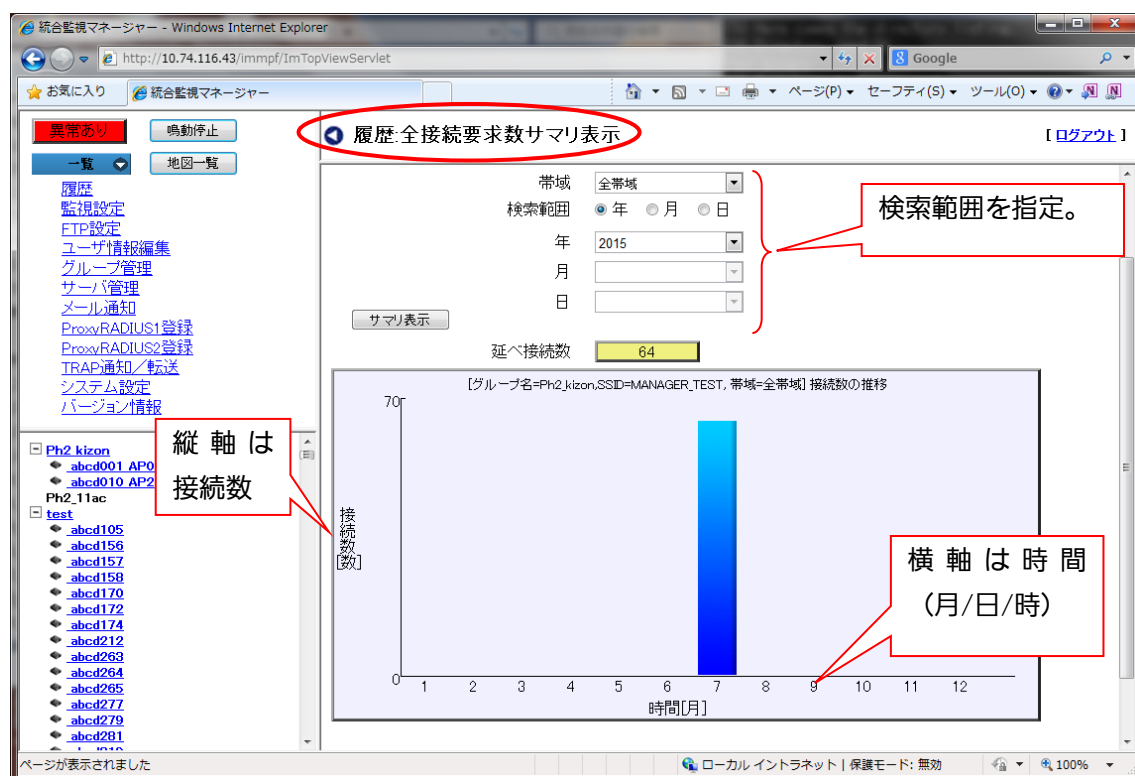 統合監視マネージャー - Windows Internet Explorer
http://10.74.116.43/immpf/ImTopViewServlet
Google
お気に入り
統合監視マネージャー
ページ(P)
セーフティ(S)
ツール(O)
異常あり
鳴動停止
一覧
地図一覧
履歴
監視設定
FTP設定
ユーザ情報編集
グループ管理
サーバ管理
メール通知
ProxyRADIUS1登録
ProxyRADIUS2登録
TRAP通知/転送
システム設定
バージョン情報
Ph2 kizon
abcd001 AP0
abcd010 AP2
Ph2_11ac
test
abcd105
abcd156
abcd157
abcd158
abcd170
abcd172
abcd174
abcd212
abcd263
abcd264
abcd265
abcd277
abcd279
abcd281
履歴:全接続要求数サマリ表示
[ ログアウト ]
帯域
全帯域
検索範囲
年 月 日
年
2015
月
日
サマリ表示
延べ接続数
64
検索範囲を指定。
[グループ名=Ph2_kizon,SSID=MANAGER_TEST, 帯域=全帯域] 接続数の推移
70
接続数[数]
0
1 2 3 4 5 6 7 8 9 10 11 12
時間[月]
縦軸は
接続数
横軸は時間
(月/日/時)
ページが表示されました
ローカル イントラネット | 保護モード: 無効
100%